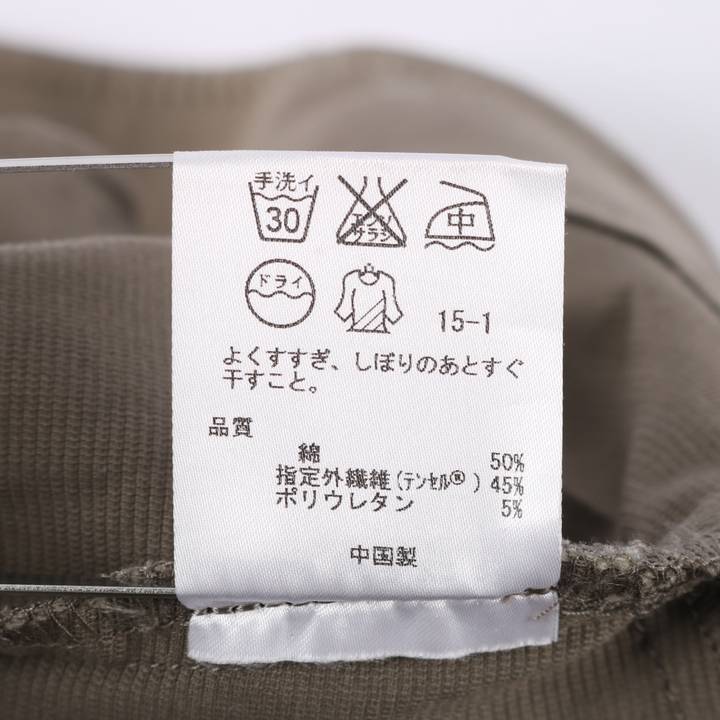 手洗イ
30
エンソ
サラシ
中
ドライ
15-1
よくすすぎ、しぼりのあとすぐ
干すこと。
品質
綿 50%
指定外繊維(テンセル®) 45%
ポリウレタン 5%
中国製